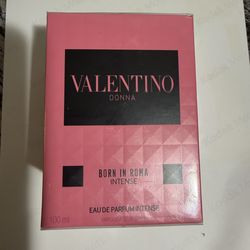 VALENTINO
DONNA
BORN IN ROMA
INTENSE
EAU DE PARFUM INTENSE
100 ml